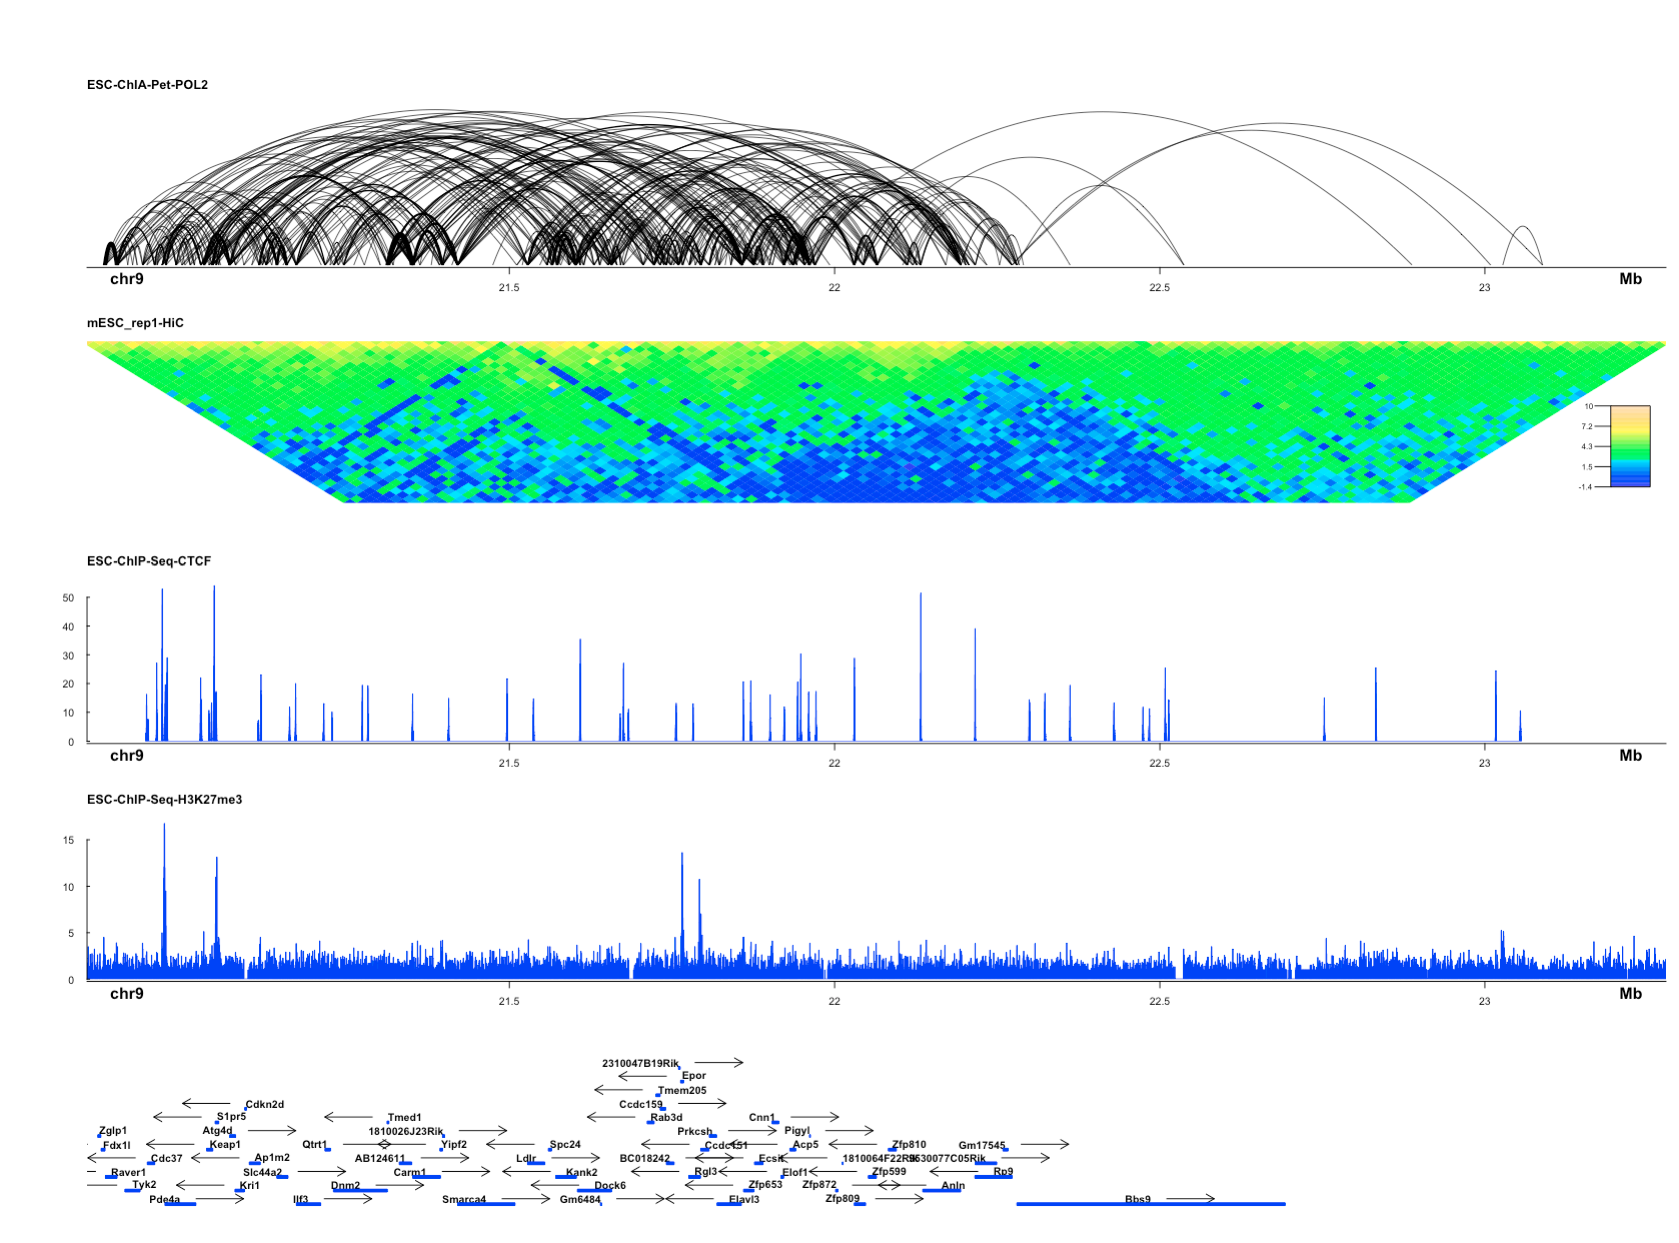 ESC-ChIA-Pet-POL2
chr9 Mb
21.5 22 22.5 23
mESC_rep1-HiC
10
7.2
4.3
1.5
-1.4
ESC-ChIP-Seq-CTCF
50
40
30
20
10
0
chr9 Mb
21.5 22 22.5 23
ESC-ChIP-Seq-H3K27me3
15
10
5
0
chr9 Mb
21.5 22 22.5 23
2310047B19Rik
Epor
Tmem205
Cdkn2d Ccdc159
S1pr5 Tmed1 Rab3d Cnn1
Zglp1 Atg4d 1810026J23Rik Prkcsh Pigyl
Fdx1l Keap1 Qtrt1 Yipf2 Spc24 Ccdc151 Acp5 Zfp810 Gm17545
Cdc37 Ap1m2 AB124611 Ldlr BC018242 Ecsit 1810064F22Rik 9530077C05Rik
Raver1 Slc44a2 Carm1 Kank2 Rgl3 Elof1 Zfp599 Rp9
Tyk2 Kri1 Dnm2 Dock6 Zfp653 Zfp872 Anln
Pde4a Ilf3 Smarca4 Gm6484 Elavl3 Zfp809 Bbs9